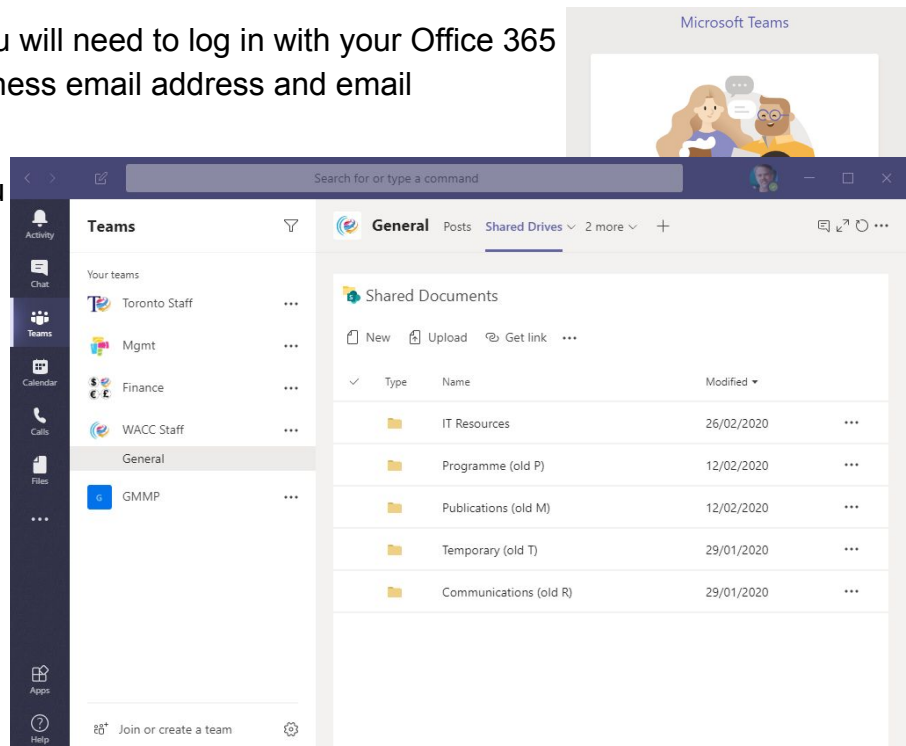 u will need to log in with your Office 365
ness email address and email
Microsoft Teams
u
Search for or type a command
Activity
Chat
Teams
Calendar
Calls
Files
Apps
Help
Teams
Your teams
Toronto Staff
Mgmt
$
€ £
Finance
WACC Staff
General
G GMMP
Join or create a team
General Posts Shared Drives 2 more +
Shared Documents
New Upload Get link
Type Name Modified
IT Resources 26/02/2020
Programme (old P) 12/02/2020
Publications (old M) 12/02/2020
Temporary (old T) 29/01/2020
Communications (old R) 29/01/2020